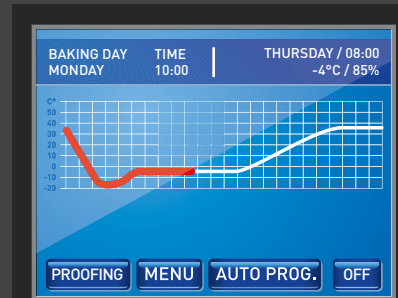 BAKING DAY TIME THURSDAY / 08:00
MONDAY 10:00 -4°C / 85%
C°
50
40
30
20
10
0
-10
-20
PROOFING MENU AUTO PROG. OFF